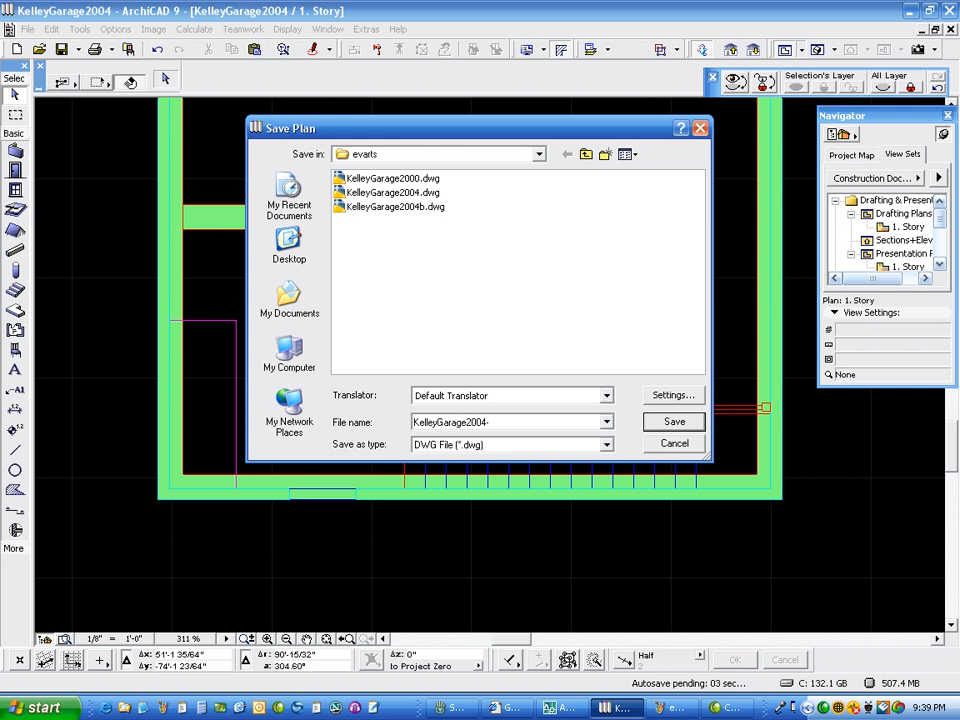 KelleyGarage2004 - ArchiCAD 9 - [KelleyGarage2004 / 1. Story]
File Edit Tools Options Image Calculate Teamwork Display Window Extras Help
Selec
Selection's Layer All Layer
Basic
A
A1
1.2
1.2
More
Save Plan
Save in: evarts
My Recent
Documents
Desktop
My Documents
My Computer
My Network
Places
KelleyGarage2000.dwg
KelleyGarage2004.dwg
KelleyGarage2004b.dwg
Translator: Default Translator Settings...
File name: KelleyGarage2004- Save
Save as type: DWG File (*.dwg) Cancel
Navigator
Project Map View Sets
Construction Doc...
Drafting & Present
Drafting Plans
1. Story
Sections+Elev
Presentation P
1. Story
Plan: 1. Story
View Settings:
None
1/8" = 1'-0" 311 %
Δx: 51'-1 35/64" Δr: 90'-15/32" Δz: 0" Half
Δy: -74'-1 23/64" a: 304.60° to Project Zero 2 OK Cancel
Autosave pending: 03 sec... C: 132.1 GB 507.4 MB
start S... G... A... K... e... C... 9:39 PM